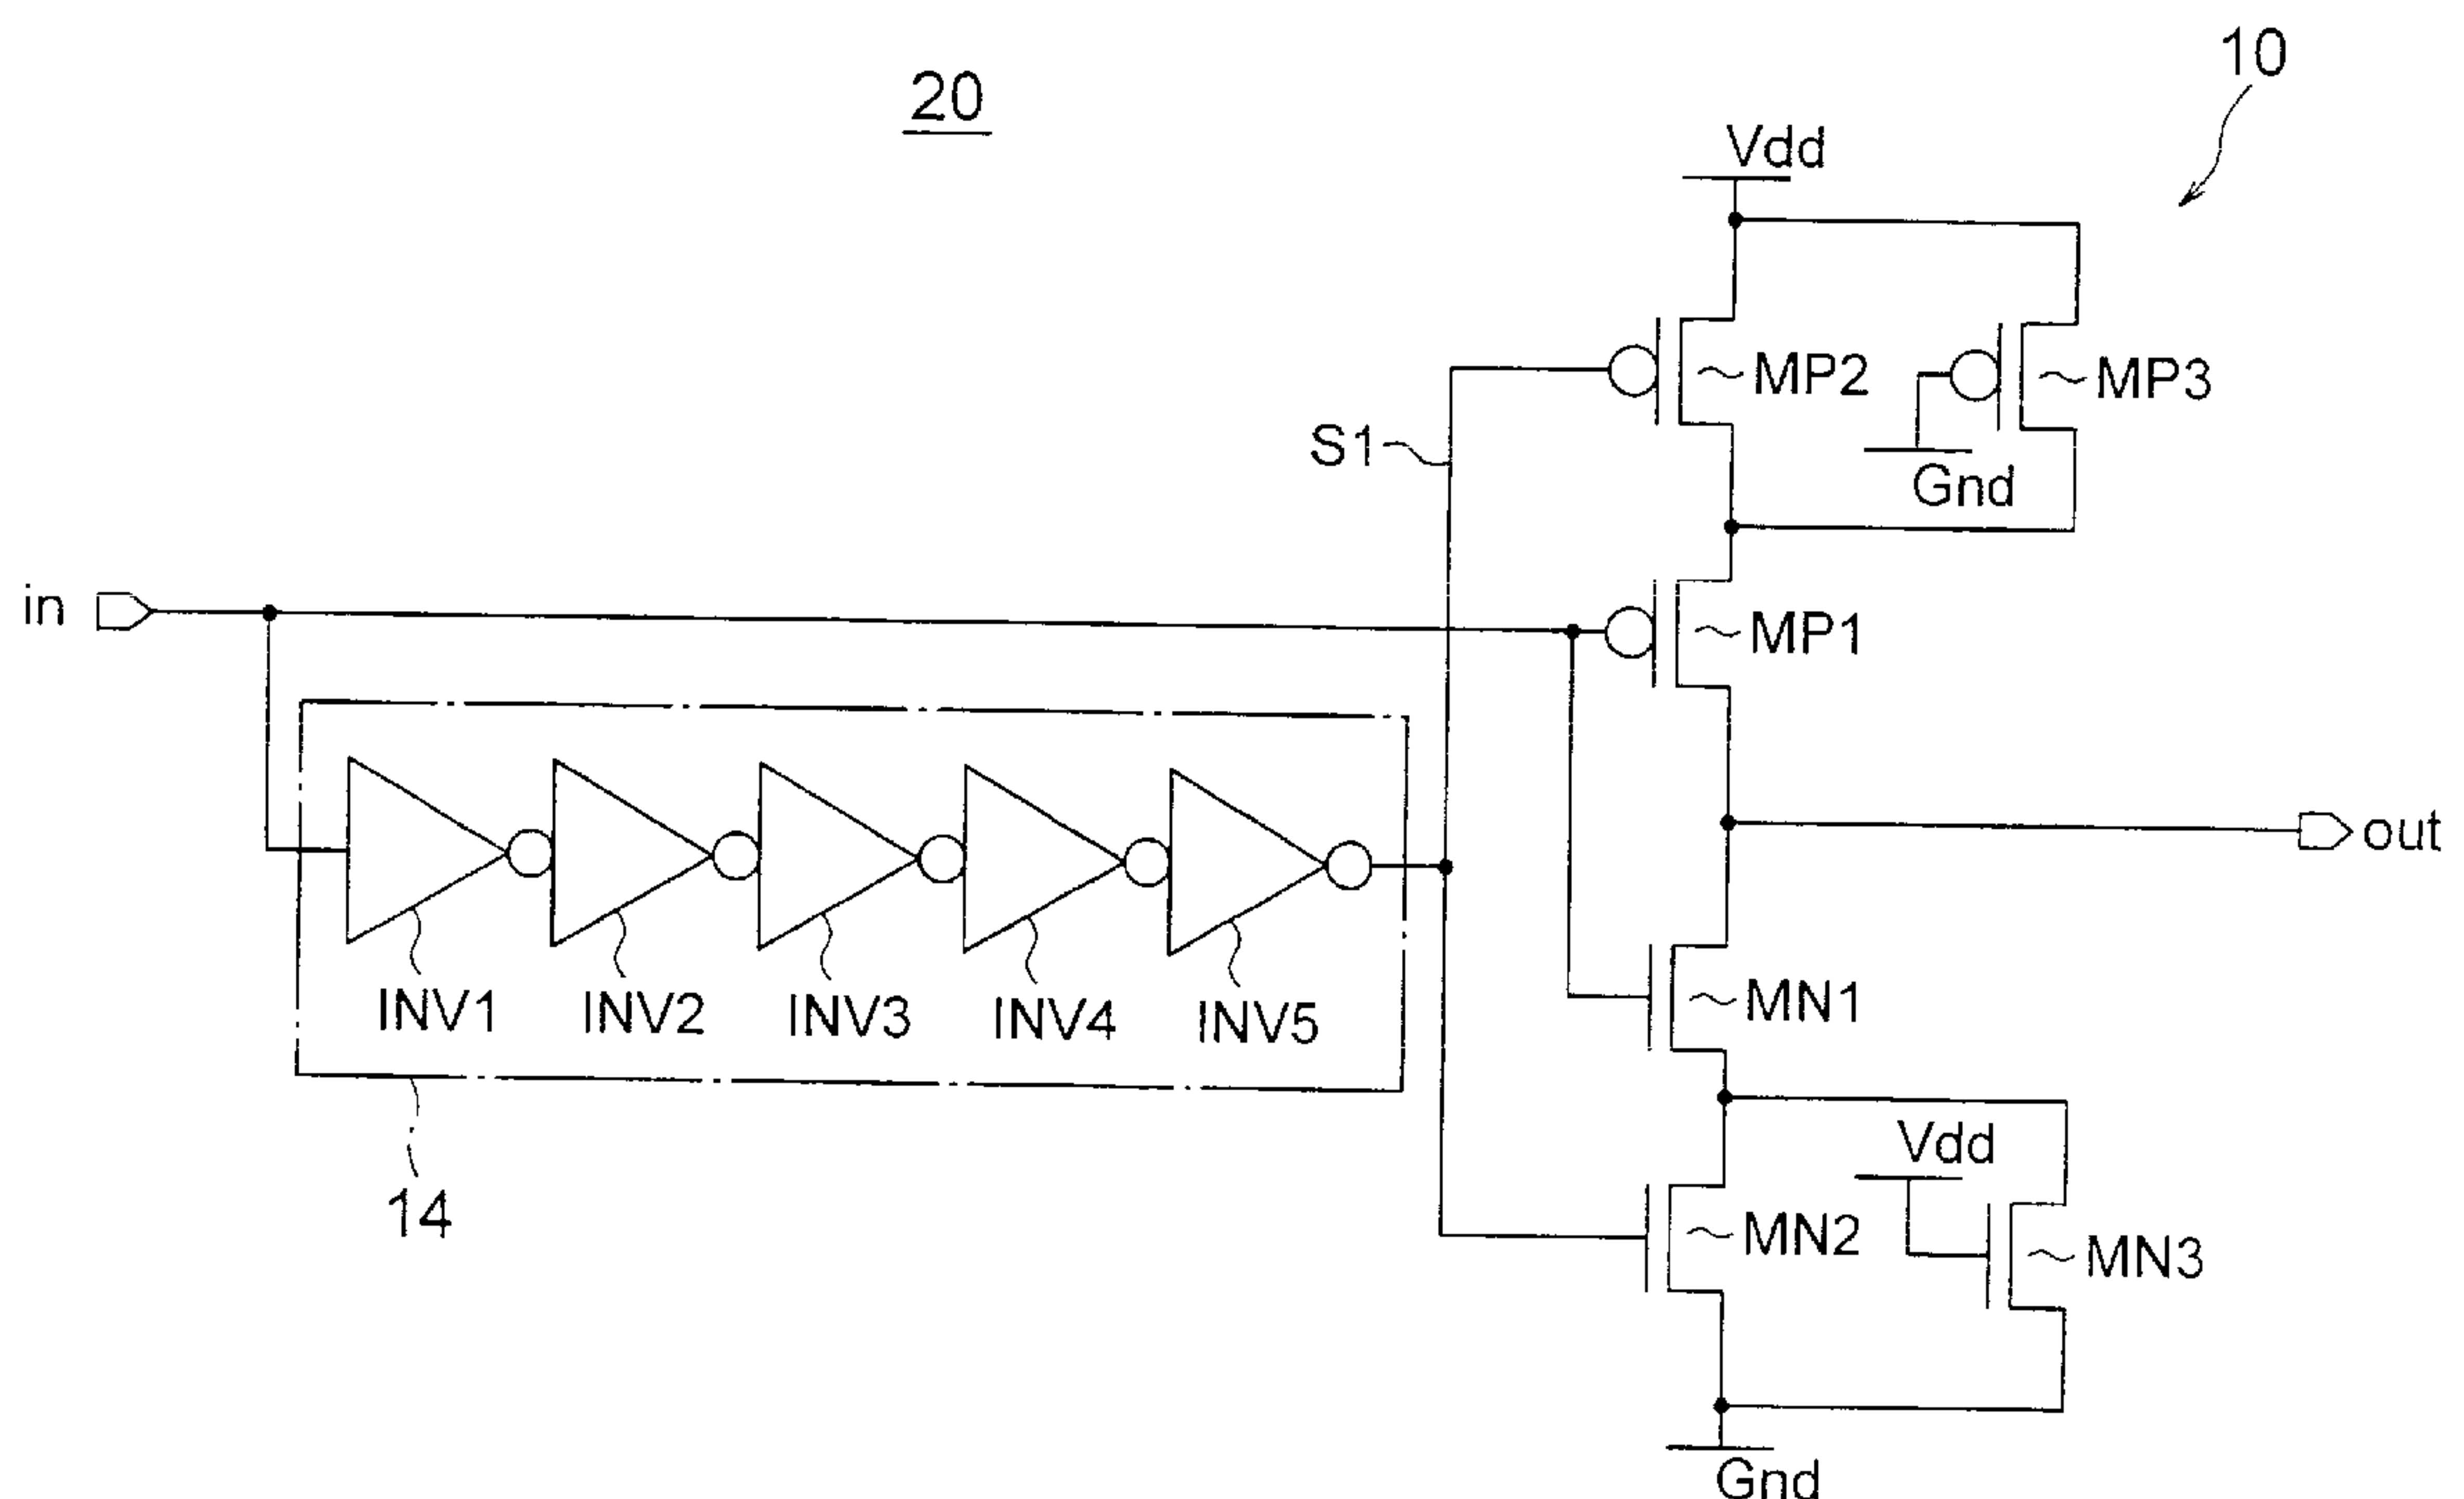 20
10
Vdd
MP2
MP3
S1
Gnd
in
MP1
out
INV1
INV2
INV3
INV4
INV5
MN1
Vdd
14
MN2
MN3
Gnd